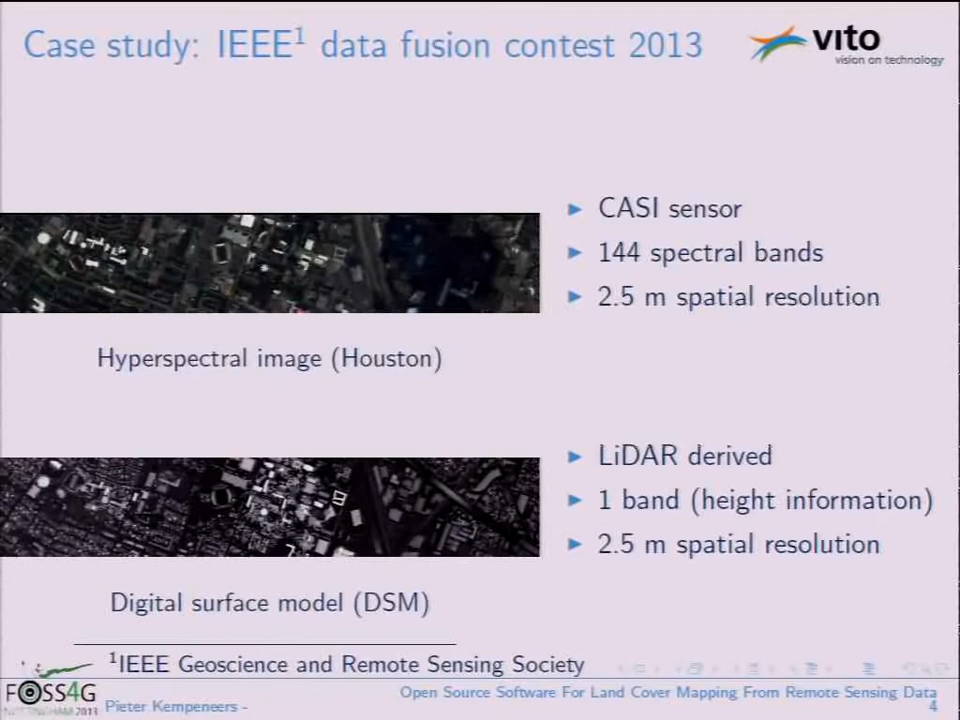 Case study: IEEE¹ data fusion contest 2013
vito
vision on technology
► CASI sensor
► 144 spectral bands
► 2.5 m spatial resolution
Hyperspectral image (Houston)
► LiDAR derived
► 1 band (height information)
► 2.5 m spatial resolution
Digital surface model (DSM)
¹IEEE Geoscience and Remote Sensing Society
FOSS4G
NOTTINGHAM 2013
Pieter Kempeneers -
Open Source Software For Land Cover Mapping From Remote Sensing Data
4